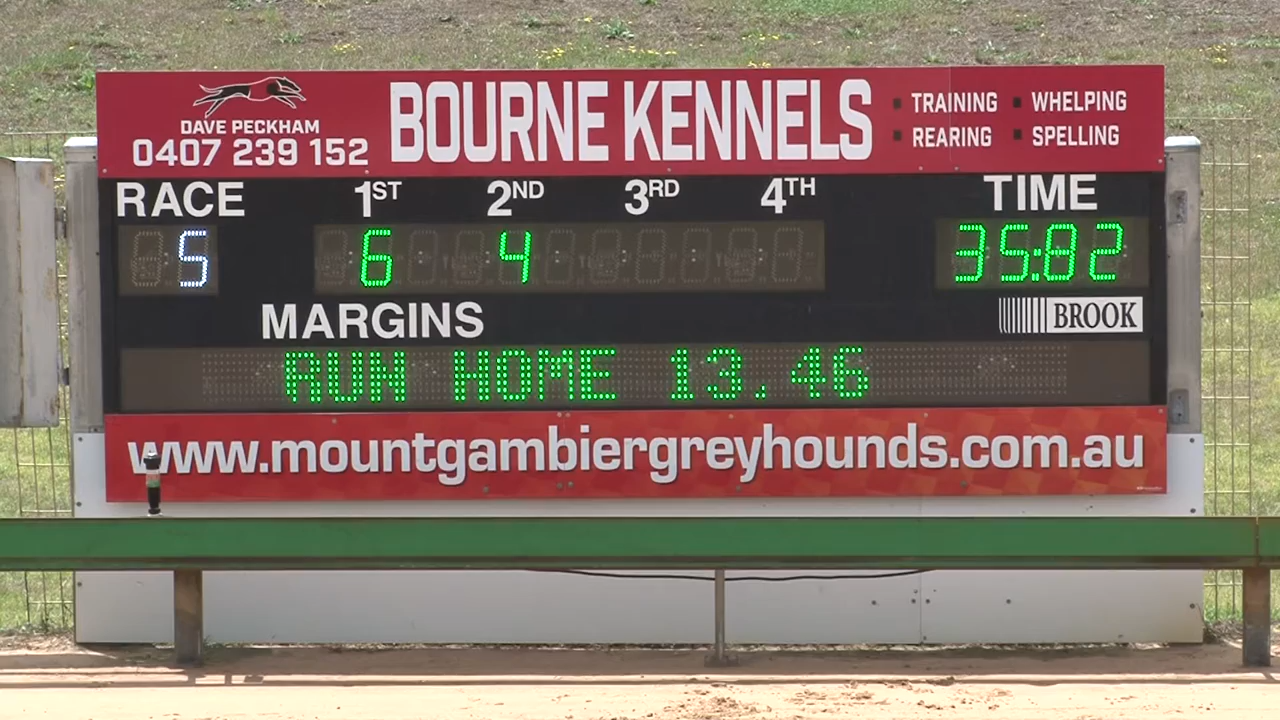 BOURNE KENNELS
DAVE PECKHAM
0407 239 152
TRAINING
WHELPING
REARING
SPELLING
RACE 1ST 2ND 3RD 4TH TIME
5 6 4 35:82
MARGINS
BROOK
RUN HOME 13.46
www.mountgambiergreyhounds.com.au